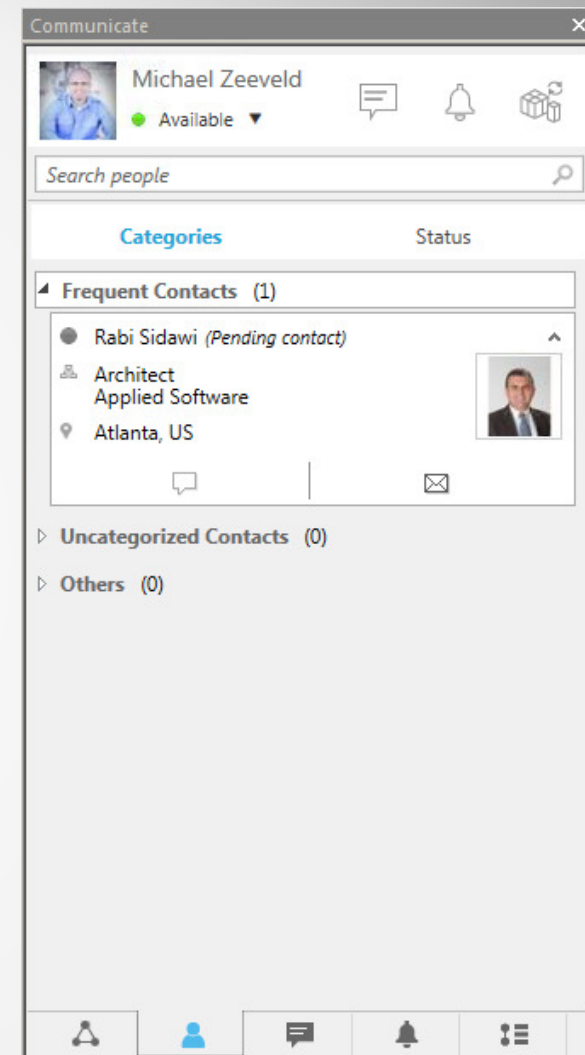 Communicate
Michael Zeeveld
Available
Search people
Categories Status
Frequent Contacts (1)
Rabi Sidawi (Pending contact)
Architect
Applied Software
Atlanta, US
Uncategorized Contacts (0)
Others (0)